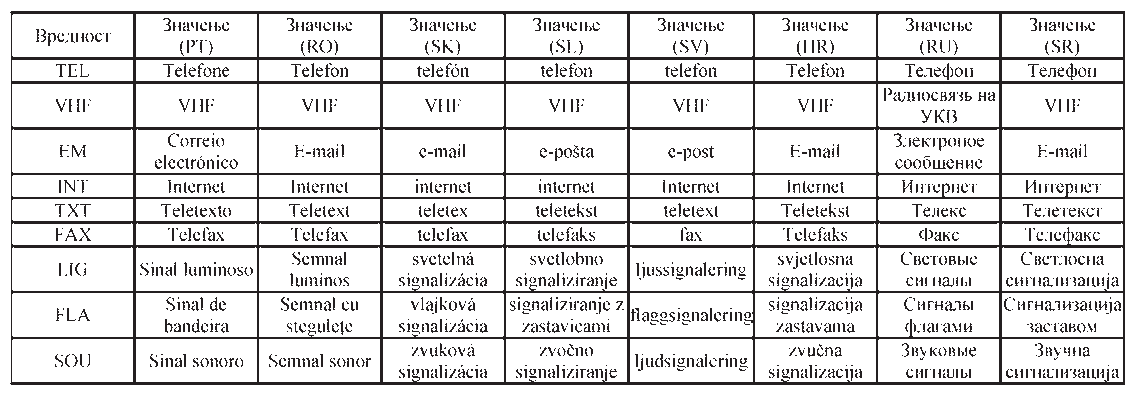 Вредност Значење (PT) Значење (RO) Значење (SK) Значење (SL) Значење (SV) Значење (HR) Значење (RU) Значење (SR)
TEL Telefone Telefon telefón telefon telefon Telefon Телефон Телефон
VHF VHF VHF VHF VHF VHF VHF Радиосвязь на УКВ VHF
EM Correio electrónico E-mail e-mail e-pošta e-post E-mail Электроное сообщение E-mail
INT Internet Internet internet internet Internet Internet Интернет Интернет
TXT Teletexto Teletext teletex teletekst teletext Teletekst Телекс Телетекст
FAX Telefax Telefax telefax telefaks fax Telefaks Факс Телефакс
LIG Sinal luminoso Semnal luminos svetelná signalizácia svetlobno signaliziranje ljussignalering svjetlosna signalizacija Световые сигналы Светлосна сигнализација
FLA Sinal de bandeira Semnal cu stegulețe vlajková signalizácia signaliziranje z zastavicami flaggsignalering signalizacija zastavama Сигналы флагами Сигнализација заставом
SOU Sinal sonoro Semnal sonor zvuková signalizácia zvočno signaliziranje ljudsignalering zvučna signalizacija Звуковые сигналы Звучна сигнализација